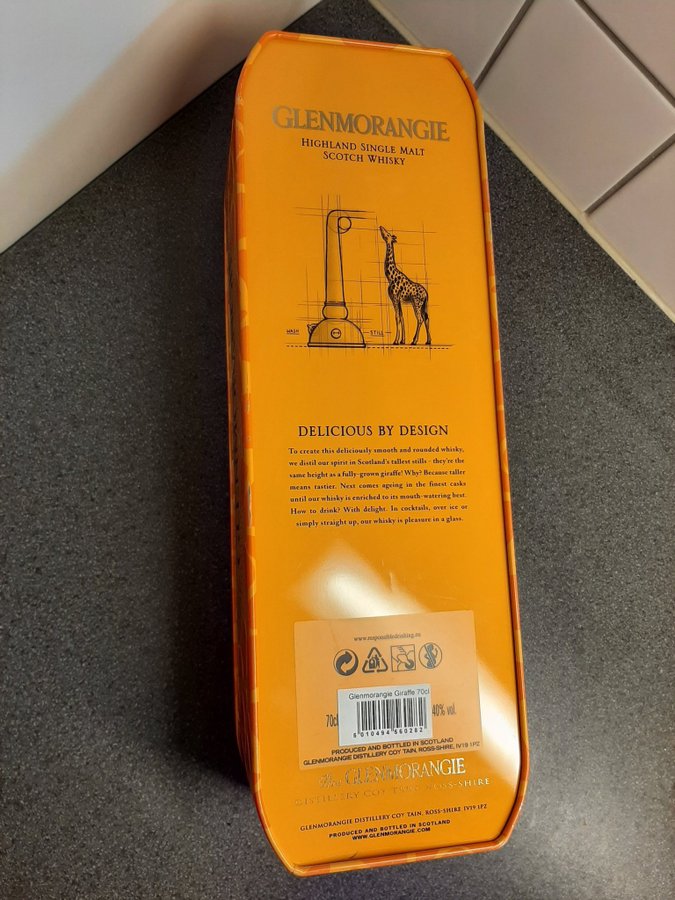 GLENMORANGIE
HIGHLAND SINGLE MALT
SCOTCH WHISKY
WASH
STILL
DELICIOUS BY DESIGN
To create this deliciously smooth and rounded whisky,
we distil our spirit in Scotland's tallest stills - they're the
same height as a fully-grown giraffe! Why? Because taller
means tastier. Next comes ageing in the finest casks
until our whisky is enriched to its mouth-watering best.
How to drink? With delight. In cocktails, over ice or
simply straight up, our whisky is pleasure in a glass.
www.responsibledrinking.eu
Glenmorangie Giraffe 70cl
70cl
40% vol.
5010494560282
PRODUCED AND BOTTLED IN SCOTLAND
GLENMORANGIE DISTILLERY COY TAIN, ROSS-SHIRE, IV19 1PZ
The GLENMORANGIE
DISTILLERY COY TAIN, ROSS-SHIRE
GLENMORANGIE DISTILLERY COY TAIN, ROSS-SHIRE IV19 1PZ
PRODUCED AND BOTTLED IN SCOTLAND
WWW.GLENMORANGIE.COM